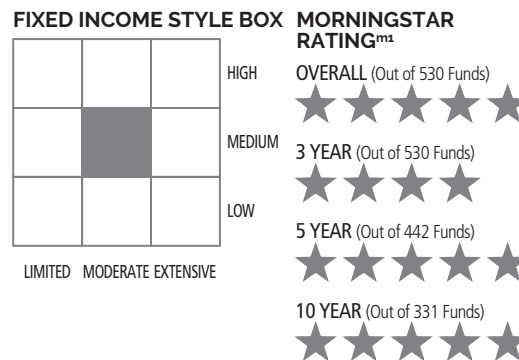 FIXED INCOME STYLE BOX
HIGH
MEDIUM
LOW
LIMITED MODERATE EXTENSIVE
MORNINGSTAR
RATINGᵐ¹
OVERALL (Out of 530 Funds)
3 YEAR (Out of 530 Funds)
5 YEAR (Out of 442 Funds)
10 YEAR (Out of 331 Funds)